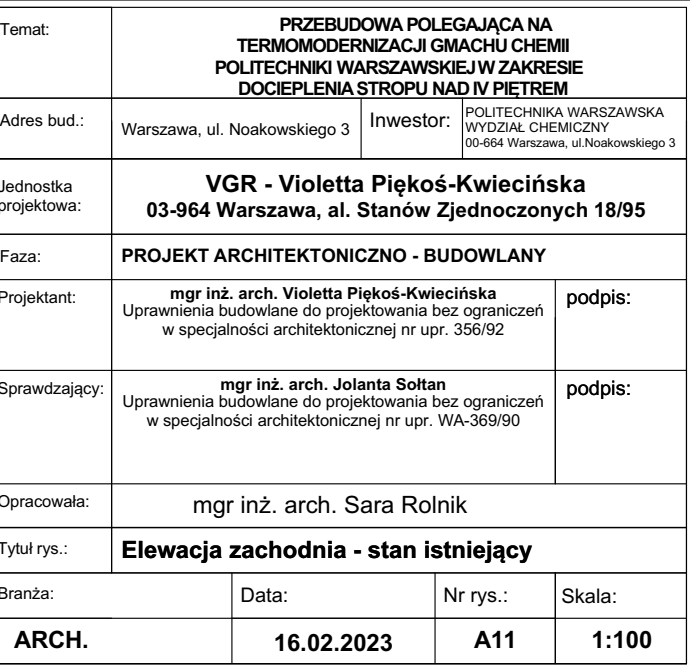 Temat:
PRZEBUDOWA POLEGAJĄCA NA
TERMOMODERNIZACJI GMACHU CHEMII
POLITECHNIKI WARSZAWSKIEJ W ZAKRESIE
DOCIEPLENIA STROPU NAD IV PIĘTREM
Adres bud.:
Warszawa, ul. Noakowskiego 3
Inwestor:
POLITECHNIKA WARSZAWSKA
WYDZIAŁ CHEMICZNY
00-664 Warszawa, ul.Noakowskiego 3
Jednostka
projektowa:
VGR - Violetta Piękoś-Kwiecińska
03-964 Warszawa, al. Stanów Zjednoczonych 18/95
Faza:
PROJEKT ARCHITEKTONICZNO - BUDOWLANY
Projektant:
mgr inż. arch. Violetta Piękoś-Kwiecińska
Uprawnienia budowlane do projektowania bez ograniczeń
w specjalności architektonicznej nr upr. 356/92
podpis:
Sprawdzający:
mgr inż. arch. Jolanta Sołtan
Uprawnienia budowlane do projektowania bez ograniczeń
w specjalności architektonicznej nr upr. WA-369/90
podpis:
Opracowała:
mgr inż. arch. Sara Rolnik
Tytuł rys.:
Elewacja zachodnia - stan istniejący
Branża:
Data:
Nr rys.:
Skala:
ARCH.
16.02.2023
A11
1:100